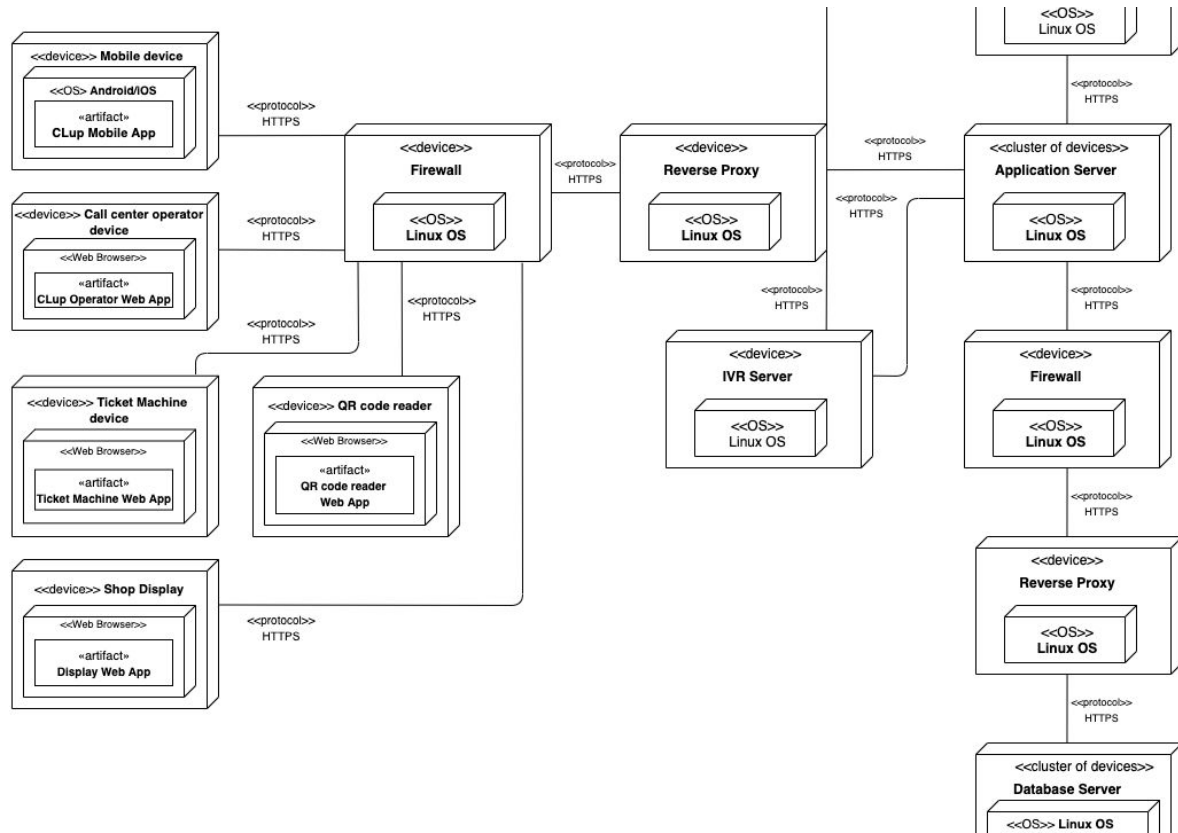 <<OS>>
Linux OS
<<device>> Mobile device
<<OS> Android/iOS
«artifact»
CLup Mobile App
<<protocol>>
HTTPS
<<protocol>>
HTTPS
<<device>>
Firewall
<<OS>>
Linux OS
<<protocol>>
HTTPS
<<device>>
Reverse Proxy
<<OS>>
Linux OS
<<protocol>>
HTTPS
<<protocol>>
HTTPS
<<cluster of devices>>
Application Server
<<OS>>
Linux OS
<<device>> Call center operator
device
<<Web Browser>>
«artifact»
CLup Operator Web App
<<protocol>>
HTTPS
<<protocol>>
HTTPS
<<protocol>>
HTTPS
<<protocol>>
HTTPS
<<protocol>>
HTTPS
<<device>> Ticket Machine
device
<<Web Browser>>
«artifact»
Ticket Machine Web App
<<device>> QR code reader
<<Web Browser>>
«artifact»
QR code reader
Web App
<<device>>
IVR Server
<<OS>>
Linux OS
<<device>>
Firewall
<<OS>>
Linux OS
<<protocol>>
HTTPS
<<device>> Shop Display
<<Web Browser>>
«artifact»
Display Web App
<<protocol>>
HTTPS
<<device>>
Reverse Proxy
<<OS>>
Linux OS
<<protocol>>
HTTPS
<<cluster of devices>>
Database Server
<<OS>> Linux OS